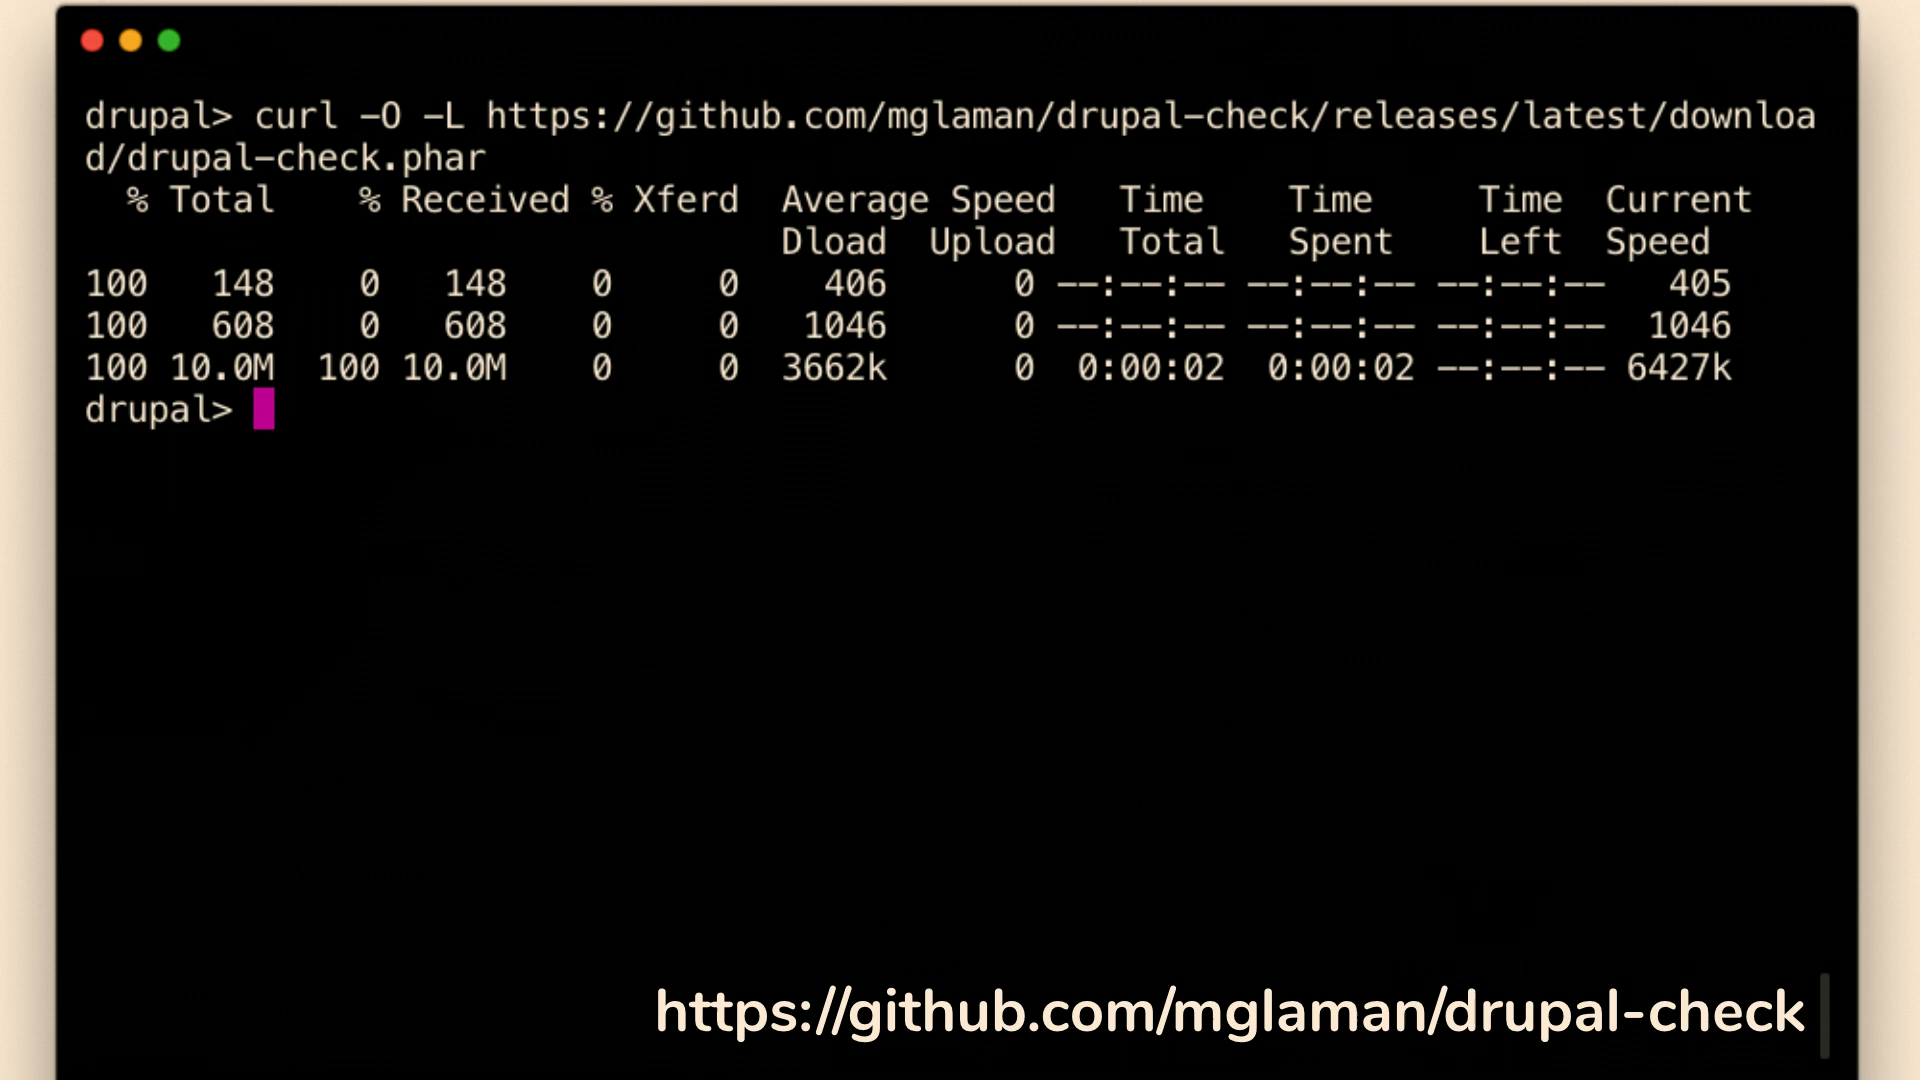 drupal> curl -O -L https://github.com/mglaman/drupal-check/releases/latest/downloa
d/drupal-check.phar
  % Total    % Received % Xferd  Average Speed   Time    Time     Time  Current
                                 Dload  Upload   Total   Spent    Left  Speed
100   148    0   148    0     0    406      0 --:--:-- --:--:-- --:--:--   405
100   608    0   608    0     0   1046      0 --:--:-- --:--:-- --:--:--  1046
100 10.0M  100 10.0M    0     0  3662k      0  0:00:02  0:00:02 --:--:-- 6427k
drupal>
https://github.com/mglaman/drupal-check